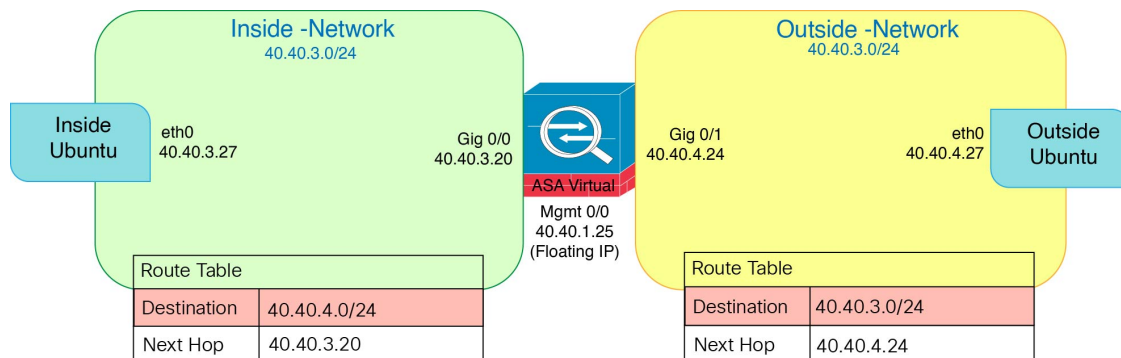 Inside -Network
40.40.3.0/24
Outside -Network
40.40.3.0/24
Inside
Ubuntu
eth0
40.40.3.27
Gig 0/0
40.40.3.20
ASA Virtual
Mgmt 0/0
40.40.1.25
(Floating IP)
Gig 0/1
40.40.4.24
eth0
40.40.4.27
Outside
Ubuntu
Route Table
Destination 40.40.4.0/24
Next Hop 40.40.3.20
Route Table
Destination 40.40.3.0/24
Next Hop 40.40.4.24